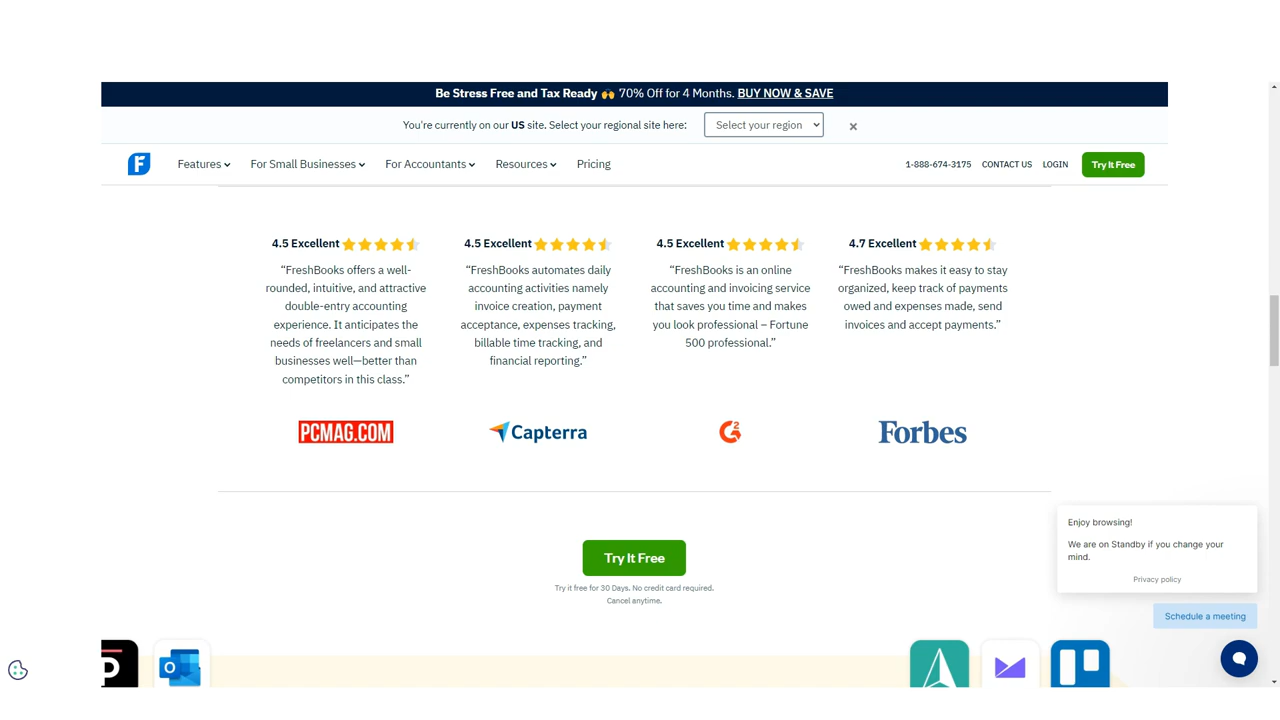 Be Stress Free and Tax Ready 🙌 70% Off for 4 Months. BUY NOW & SAVE
You're currently on our US site. Select your regional site here: Select your region ×
Features For Small Businesses For Accountants Resources Pricing 1-888-674-3175 CONTACT US LOGIN Try It Free
4.5 Excellent
“FreshBooks offers a well-
rounded, intuitive, and attractive
double-entry accounting
experience. It anticipates the
needs of freelancers and small
businesses well—better than
competitors in this class.”
PCMAG.COM
4.5 Excellent
“FreshBooks automates daily
accounting activities namely
invoice creation, payment
acceptance, expenses tracking,
billable time tracking, and
financial reporting.”
Capterra
4.5 Excellent
“FreshBooks is an online
accounting and invoicing service
that saves you time and makes
you look professional – Fortune
500 professional.”
G2
4.7 Excellent
“FreshBooks makes it easy to stay
organized, keep track of payments
owed and expenses made, send
invoices and accept payments.”
Forbes
Try It Free
Try it free for 30 Days. No credit card required.
Cancel anytime.
Enjoy browsing!
We are on Standby if you change your
mind.
Privacy policy
Schedule a meeting